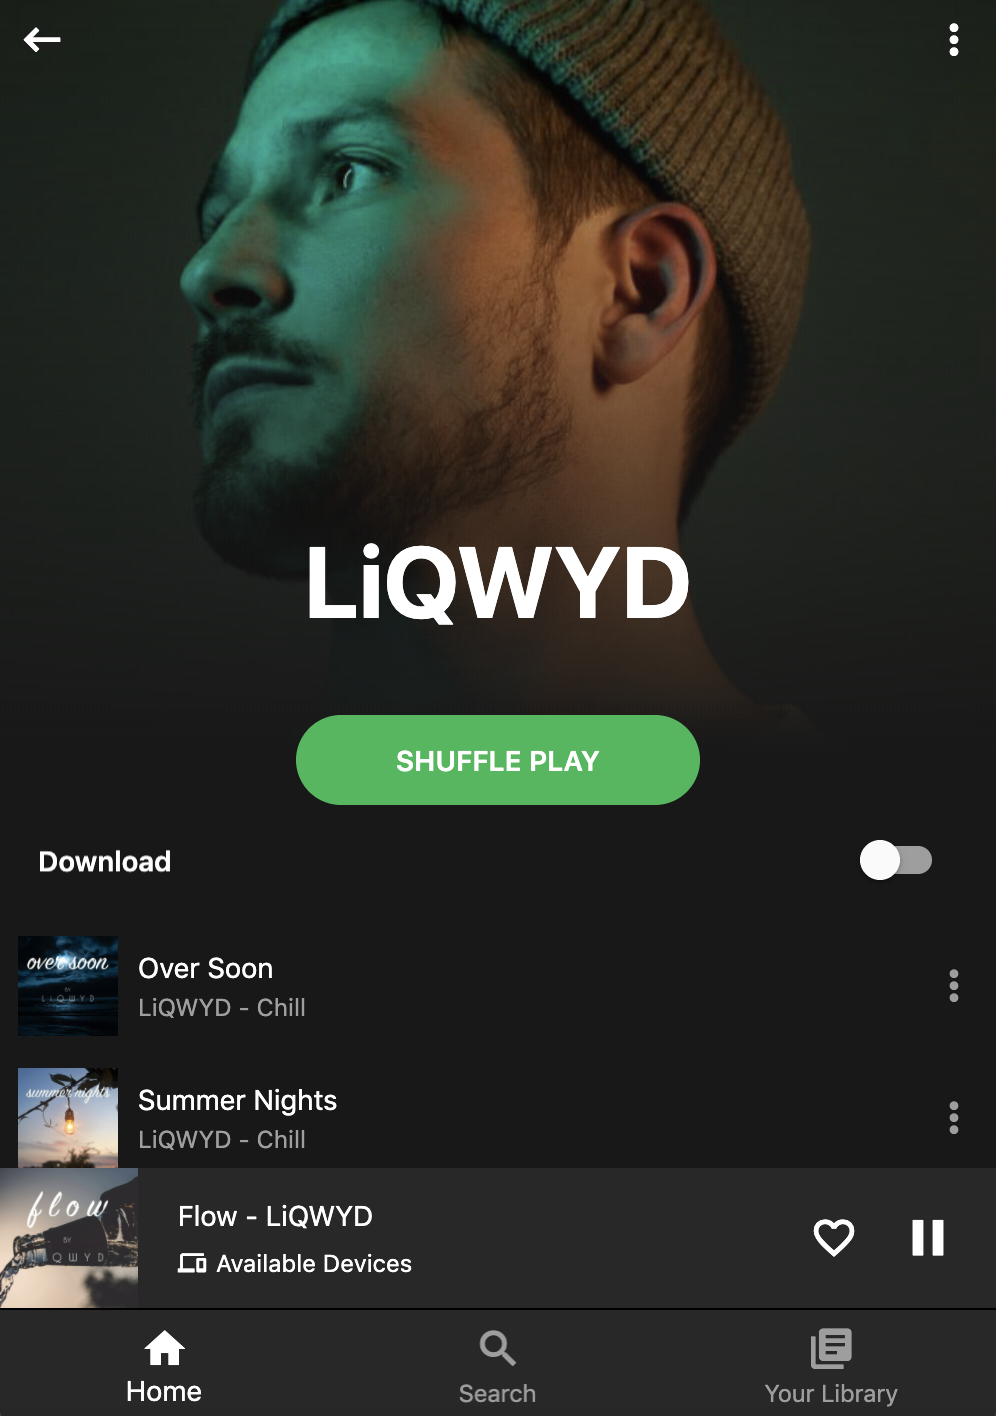 LiQWYD
SHUFFLE PLAY
Download
over soon
BY
LiQWYD
Over Soon
LiQWYD - Chill
summer nights
Summer Nights
LiQWYD - Chill
flow
BY
LiQWYD
Flow - LiQWYD
Available Devices
Home
Search
Your Library